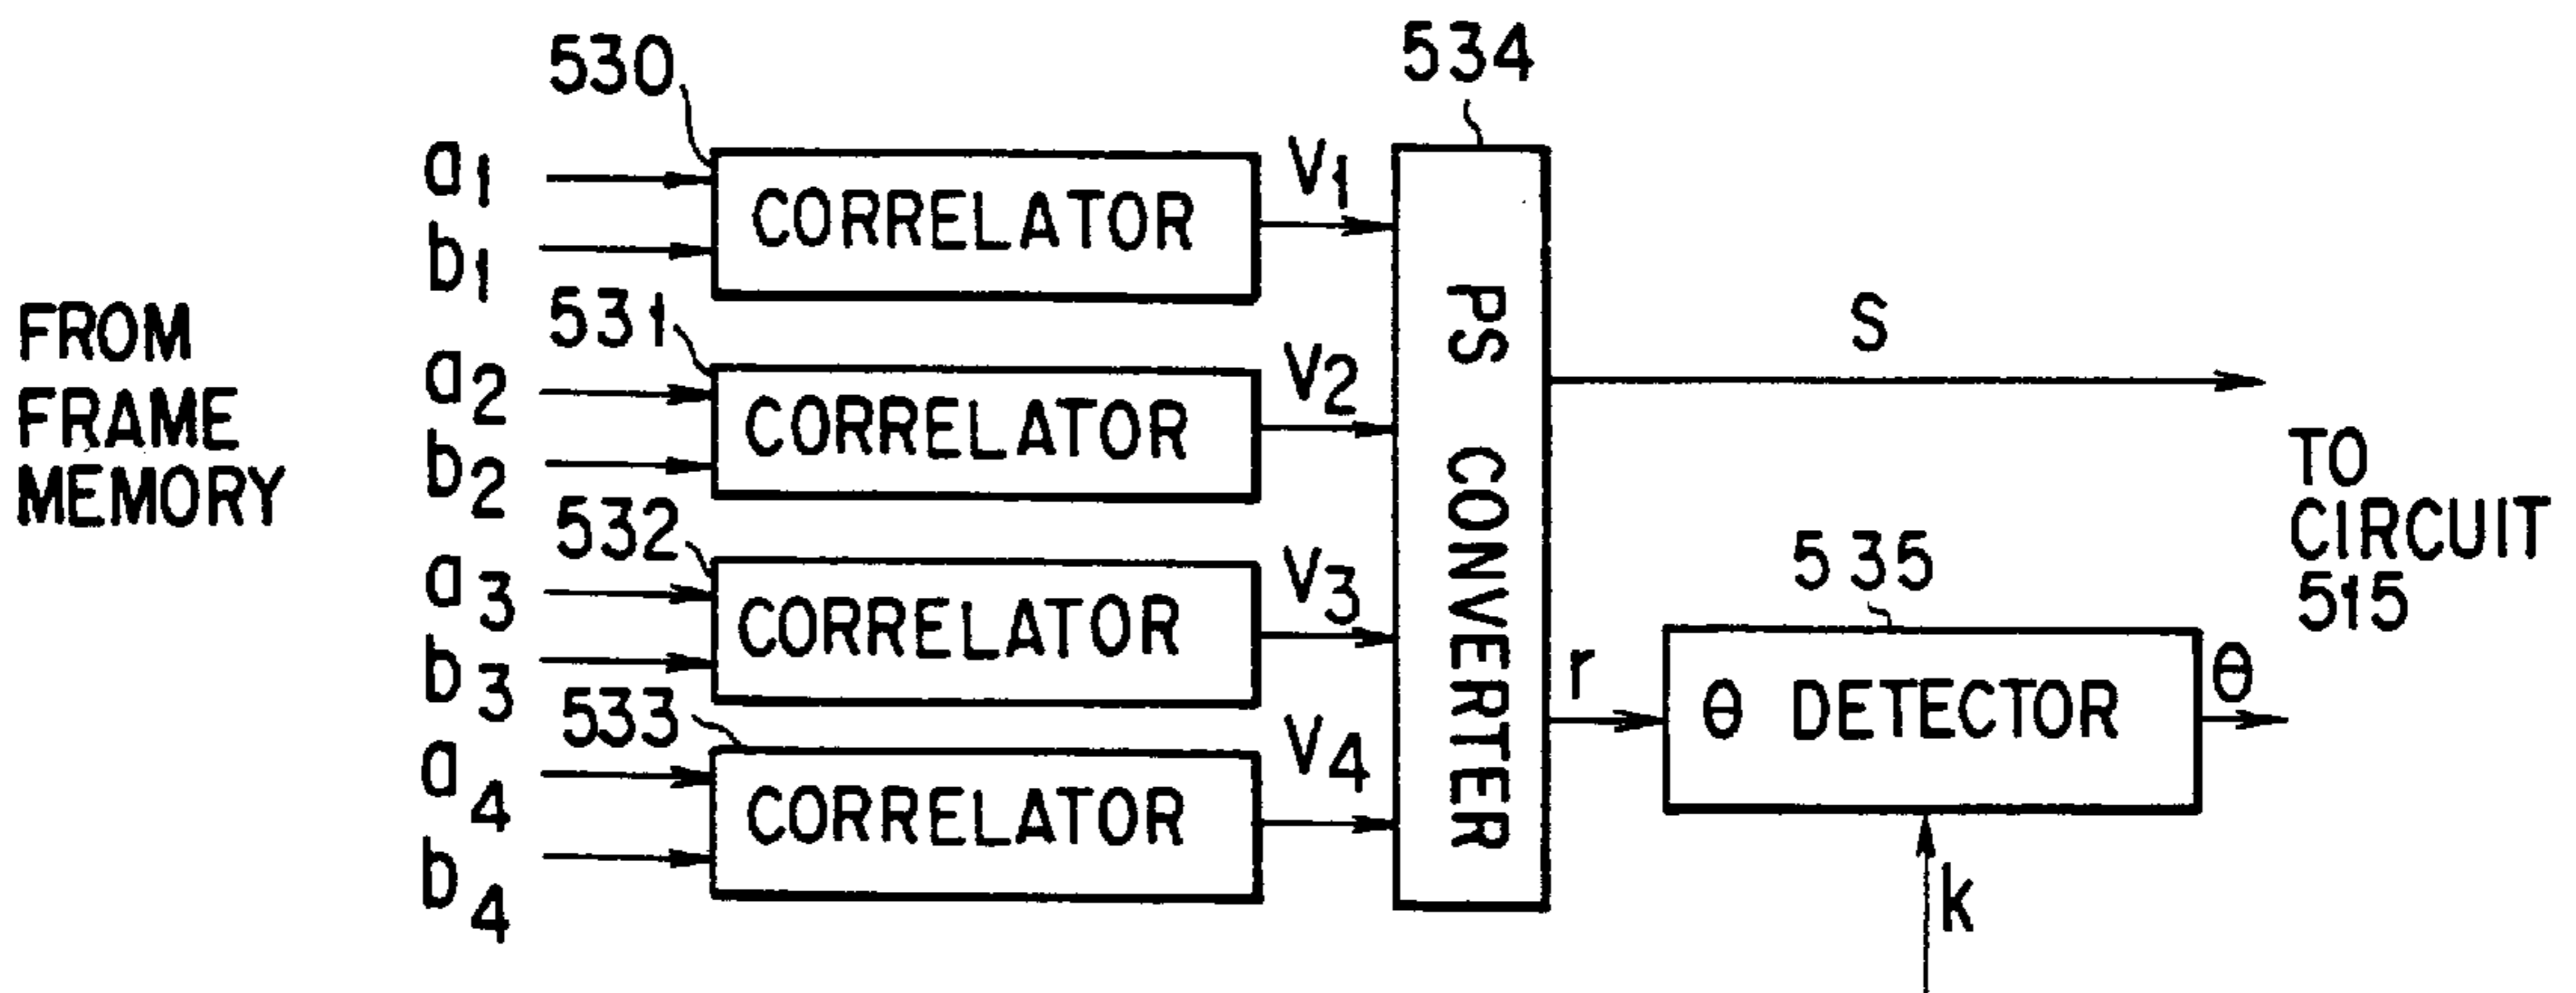 530
534
a1
b1
CORRELATOR
V1
FROM
FRAME
MEMORY
531
a2
b2
CORRELATOR
V2
S
532
a3
b3
CORRELATOR
V3
PS CONVERTER
TO
CIRCUIT
515
533
a4
b4
CORRELATOR
V4
r
535
θ DETECTOR
θ
k